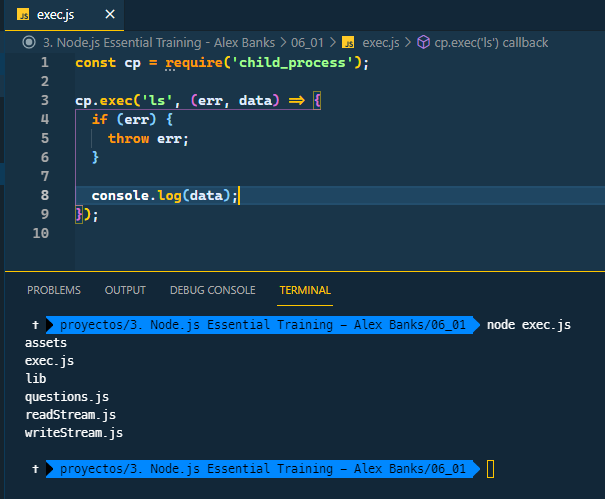 JS exec.js ×
3. Node.js Essential Training - Alex Banks > 06_01 > JS exec.js > cp.exec('ls') callback
1 const cp = require('child_process');
2
3 cp.exec('ls', (err, data) => {
4 if (err) {
5 throw err;
6 }
7
8 console.log(data);
9 });
10
PROBLEMS OUTPUT DEBUG CONSOLE TERMINAL
✝ proyectos/3. Node.js Essential Training - Alex Banks/06_01 node exec.js
assets
exec.js
lib
questions.js
readStream.js
writeStream.js
✝ proyectos/3. Node.js Essential Training - Alex Banks/06_01